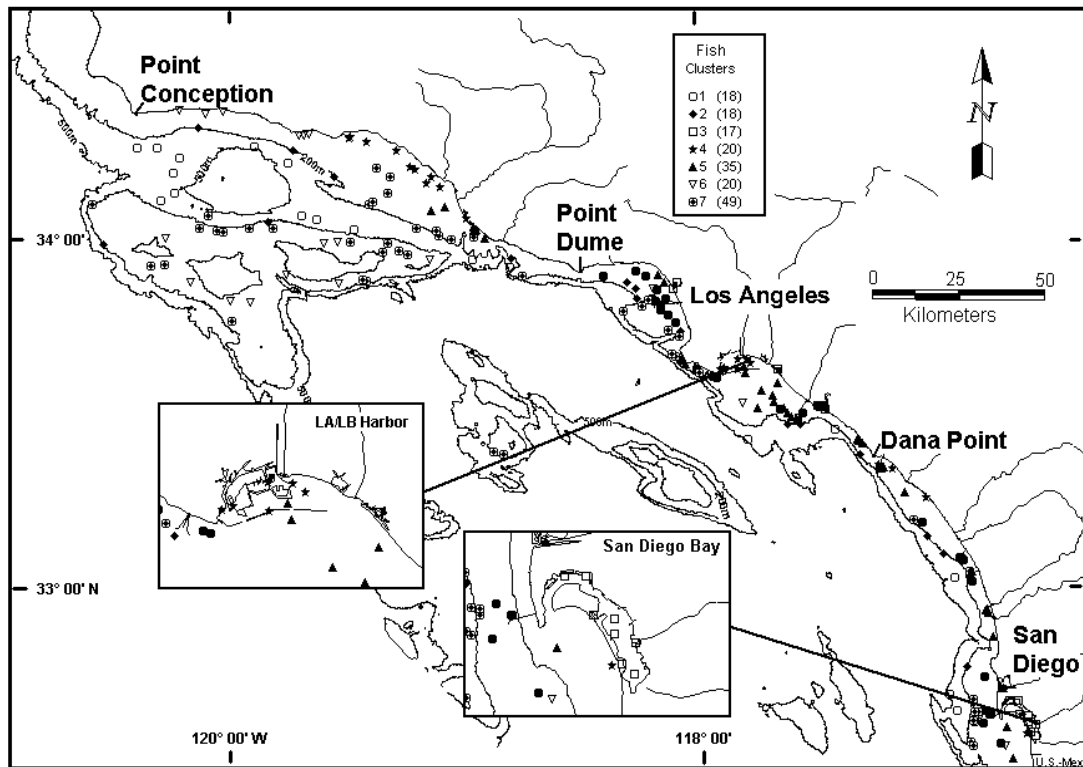 Point
Conception
Fish
Clusters
1 (18)
2 (18)
3 (17)
4 (20)
5 (35)
6 (20)
7 (49)
N
500m
200m
Point
Dume
34° 00'
Los Angeles
0 25 50
Kilometers
500m
200m
LA/LB Harbor
Dana Point
San Diego Bay
33° 00' N
San
Diego
120° 00' W
118° 00'
U.S.-Mex